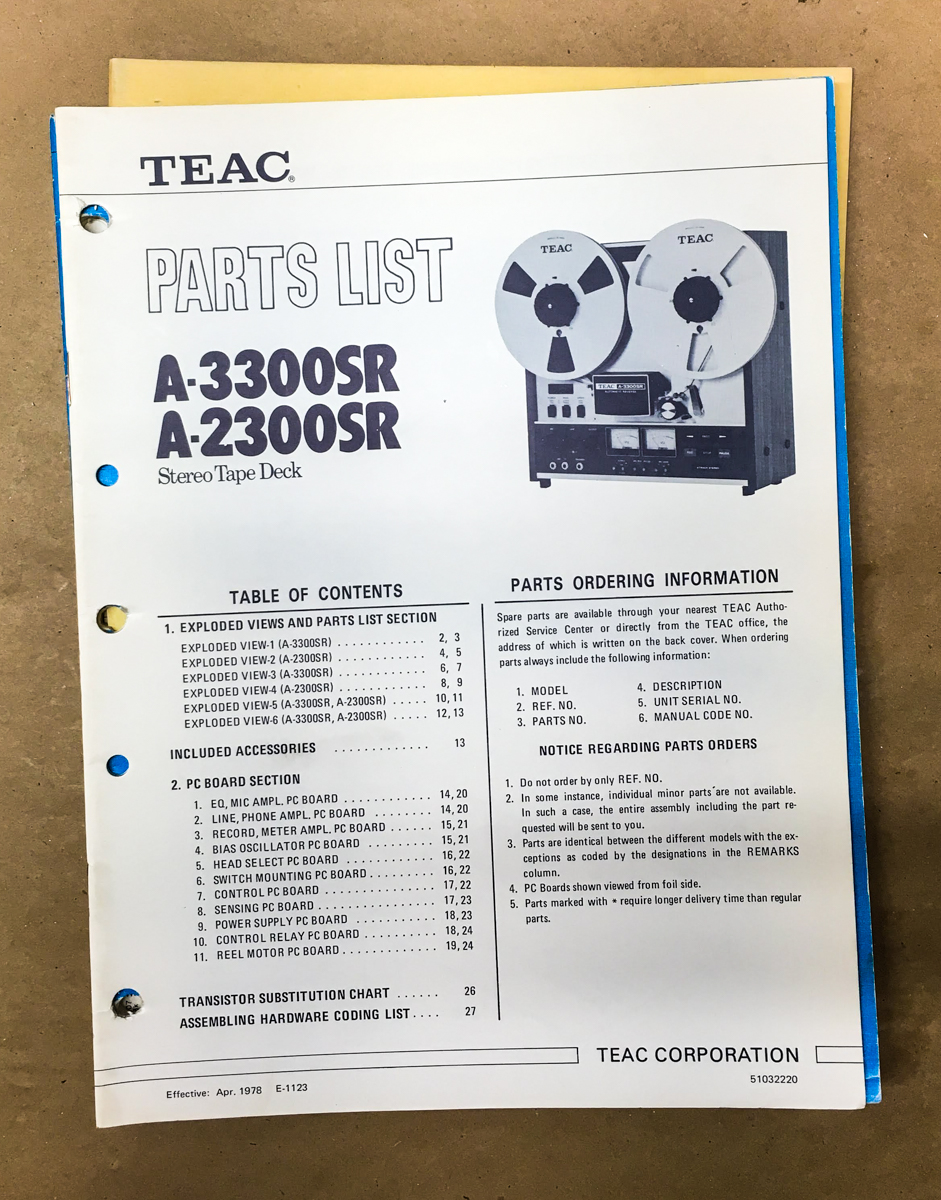 TEAC®
PARTS LIST
A-3300SR
A-2300SR
Stereo Tape Deck
TEAC
TEAC
TEAC A-3300SR
TABLE OF CONTENTS
1. EXPLODED VIEWS AND PARTS LIST SECTION
EXPLODED VIEW-1 (A-3300SR) . . . . . . . . . . . 2, 3
EXPLODED VIEW-2 (A-2300SR) . . . . . . . . . . . 4, 5
EXPLODED VIEW-3 (A-3300SR) . . . . . . . . . . . 6, 7
EXPLODED VIEW-4 (A-2300SR) . . . . . . . . . . . 8, 9
EXPLODED VIEW-5 (A-3300SR, A-2300SR) . . . . . 10, 11
EXPLODED VIEW-6 (A-3300SR, A-2300SR) . . . . . 12, 13
INCLUDED ACCESSORIES . . . . . . . . . . . . 13
2. PC BOARD SECTION
1. EQ, MIC AMPL. PC BOARD . . . . . . . . . . . 14, 20
2. LINE, PHONE AMPL. PC BOARD . . . . . . . . 14, 20
3. RECORD, METER AMPL. PC BOARD . . . . . . 15, 21
4. BIAS OSCILLATOR PC BOARD . . . . . . . . . 15, 21
5. HEAD SELECT PC BOARD . . . . . . . . . . . 16, 22
6. SWITCH MOUNTING PC BOARD . . . . . . . . . 16, 22
7. CONTROL PC BOARD . . . . . . . . . . . . . 17, 22
8. SENSING PC BOARD . . . . . . . . . . . . . . 17, 23
9. POWER SUPPLY PC BOARD . . . . . . . . . . 18, 23
10. CONTROL RELAY PC BOARD . . . . . . . . . . 18, 24
11. REEL MOTOR PC BOARD . . . . . . . . . . . . 19, 24
TRANSISTOR SUBSTITUTION CHART . . . . . . 26
ASSEMBLING HARDWARE CODING LIST . . . . 27
PARTS ORDERING INFORMATION
Spare parts are available through your nearest TEAC Autho-
rized Service Center or directly from the TEAC office, the
address of which is written on the back cover. When ordering
parts always include the following information:
1. MODEL
2. REF. NO.
3. PARTS NO.
4. DESCRIPTION
5. UNIT SERIAL NO.
6. MANUAL CODE NO.
NOTICE REGARDING PARTS ORDERS
1. Do not order by only REF. NO.
2. In some instance, individual minor parts are not available.
In such a case, the entire assembly including the part re-
quested will be sent to you.
3. Parts are identical between the different models with the ex-
ceptions as coded by the designations in the REMARKS
column.
4. PC Boards shown viewed from foil side.
5. Parts marked with * require longer delivery time than regular
parts.
TEAC CORPORATION
Effective: Apr. 1978 E-1123
51032220